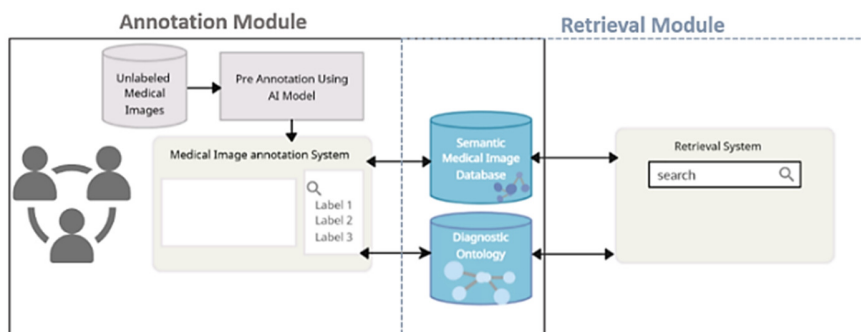 Annotation Module
Retrieval Module
Unlabeled
Medical
Images
Pre Annotation Using
AI Model
Medical Image annotation System
Label 1
Label 2
Label 3
Semantic
Medical Image
Database
Diagnostic
Ontology
Retrieval System
search